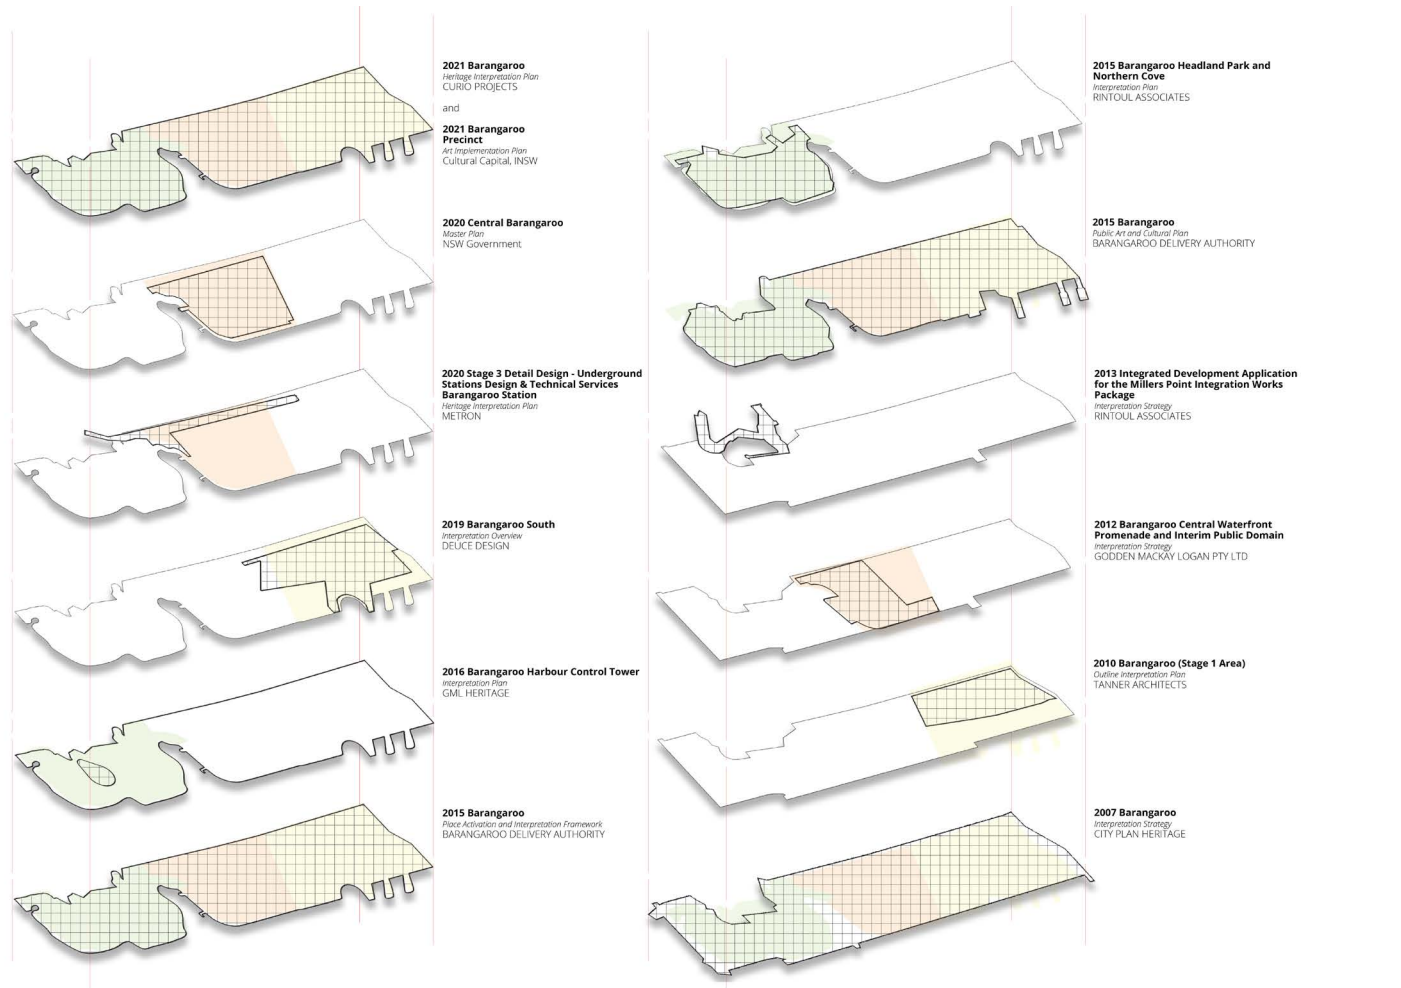 2021 Barangaroo
Heritage Interpretation Plan
CURIO PROJECTS
and
2021 Barangaroo
Precinct
Art Implementation Plan
Cultural Capital, INSW
2020 Central Barangaroo
Master Plan
NSW Government
2020 Stage 3 Detail Design - Underground
Stations Design & Technical Services
Barangaroo Station
Heritage Interpretation Plan
METRON
2019 Barangaroo South
Interpretation Overview
DEUCE DESIGN
2016 Barangaroo Harbour Control Tower
Interpretation Plan
GML HERITAGE
2015 Barangaroo
Place Activation and Interpretation Framework
BARANGAROO DELIVERY AUTHORITY
2015 Barangaroo Headland Park and
Northern Cove
Interpretation Plan
RINTOUL ASSOCIATES
2015 Barangaroo
Public Art and Cultural Plan
BARANGAROO DELIVERY AUTHORITY
2013 Integrated Development Application
for the Millers Point Integration Works
Package
Interpretation Strategy
RINTOUL ASSOCIATES
2012 Barangaroo Central Waterfront
Promenade and Interim Public Domain
Interpretation Strategy
GODDEN MACKAY LOGAN PTY LTD
2010 Barangaroo (Stage 1 Area)
Outline Interpretation Plan
TANNER ARCHITECTS
2007 Barangaroo
Interpretation Strategy
CITY PLAN HERITAGE